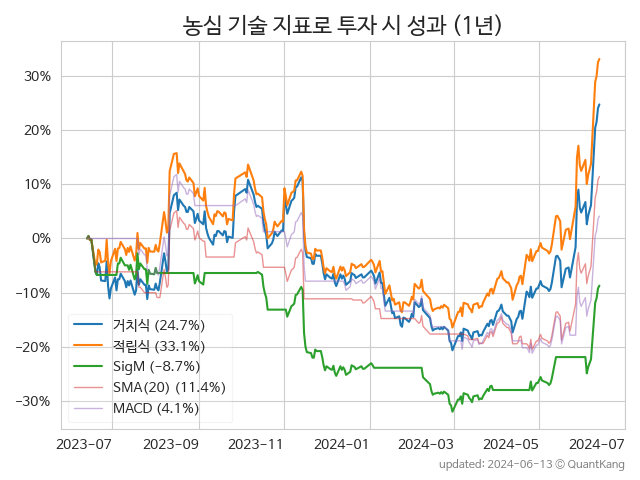 농심 기술 지표로 투자 시 성과 (1년)
30%
20%
10%
0%
−10%
−20%
−30%
거치식 (24.7%)
적립식 (33.1%)
SigM (−8.7%)
SMA(20) (11.4%)
MACD (4.1%)
2023-07 2023-09 2023-11 2024-01 2024-03 2024-05 2024-07
updated: 2024-06-13 ⓒ QuantKang